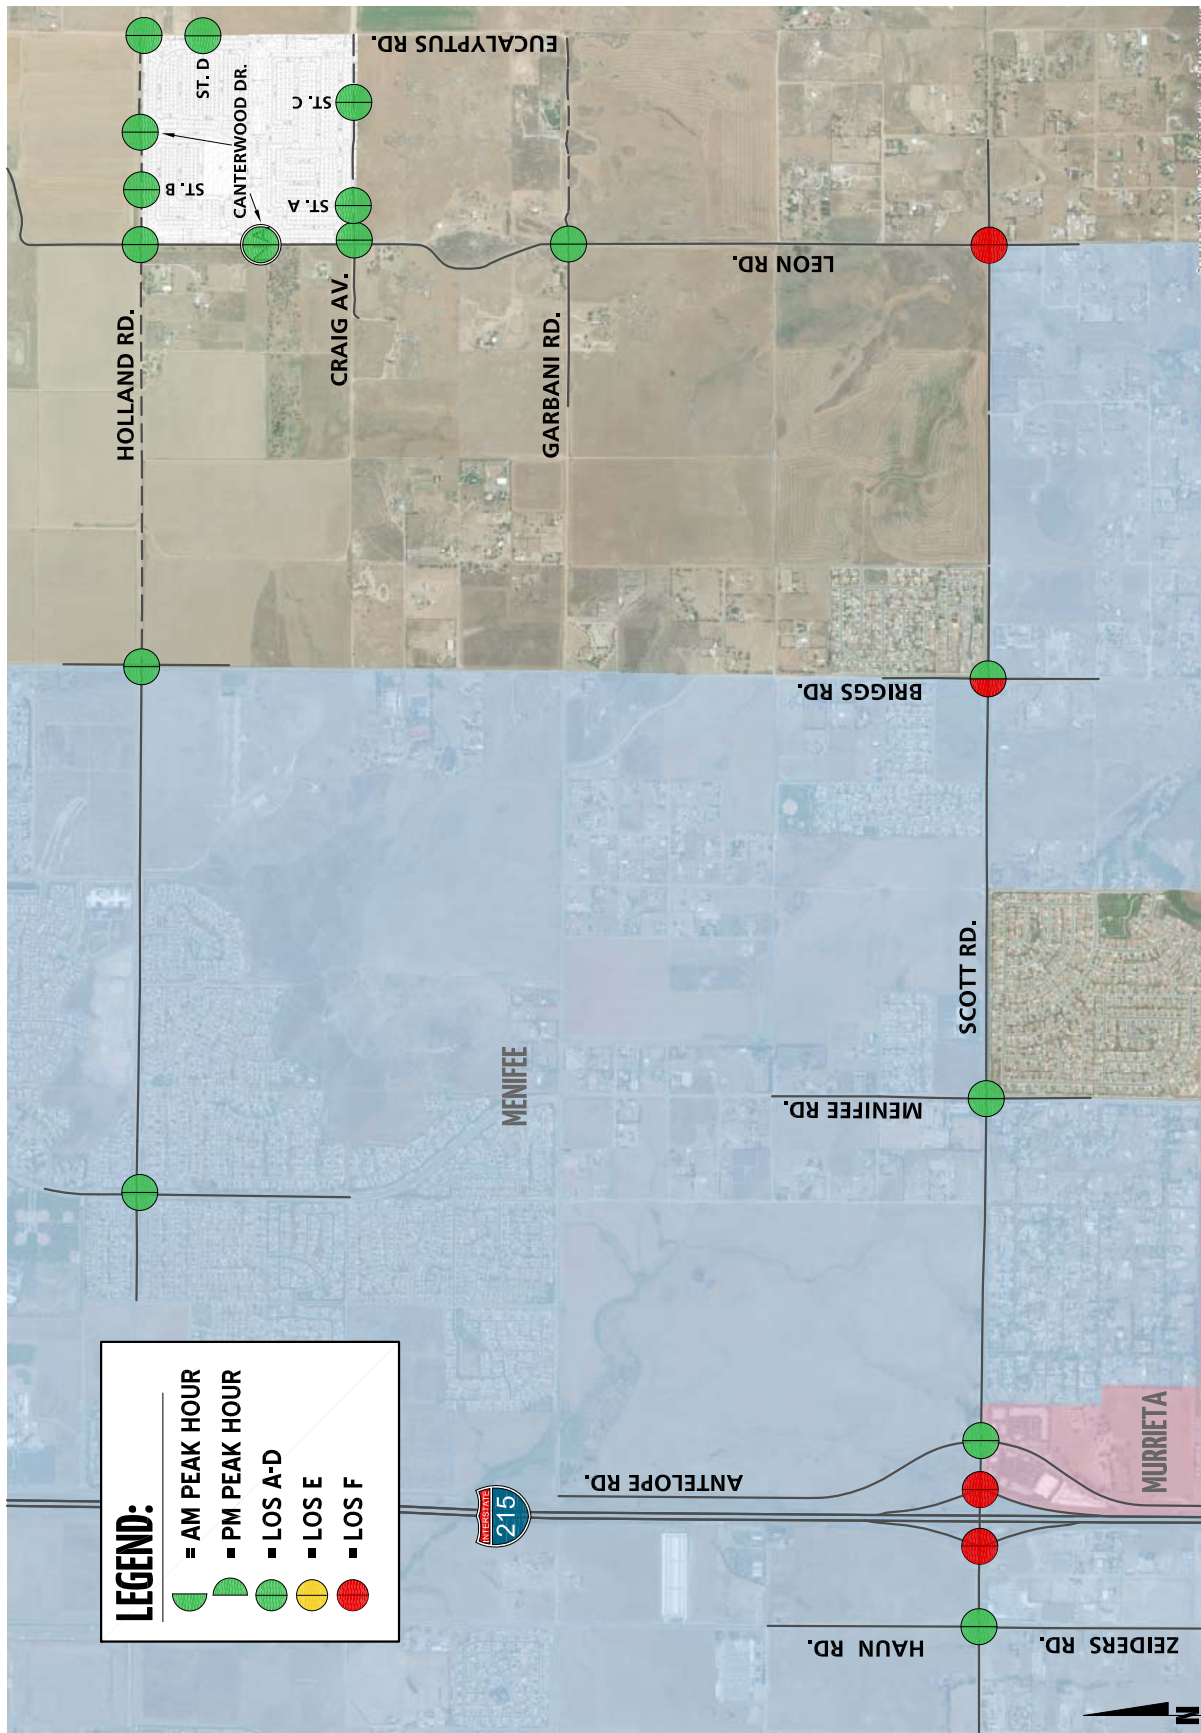 LEGEND:
= AM PEAK HOUR
= PM PEAK HOUR
= LOS A-D
= LOS E
= LOS F
HOLLAND RD.
ST. B
ST. D
CANTERWOOD DR.
ST. A
ST. C
EUCALYPTUS RD.
CRAIG AV.
GARBANI RD.
LEON RD.
BRIGGS RD.
SCOTT RD.
MENIFEE
MENIFEE RD.
ANTELOPE RD.
INTERSTATE
215
HAUN RD.
ZEIDERS RD.
MURRIETA
N